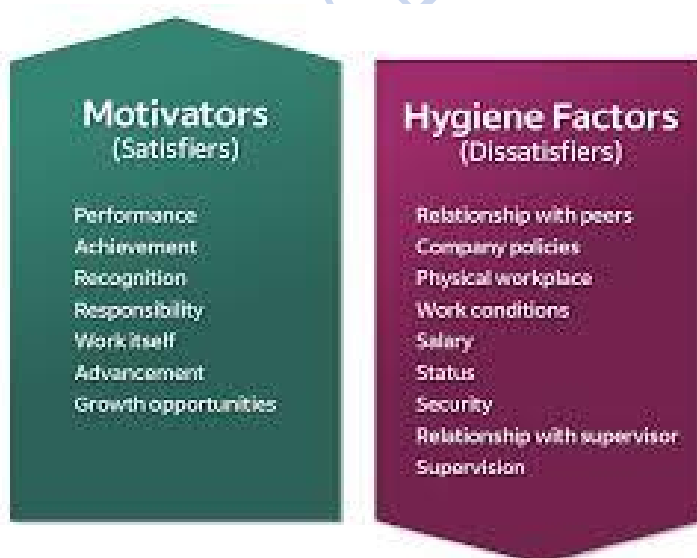 Motivators
(Satisfiers)
Performance
Achievement
Recognition
Responsibility
Work itself
Advancement
Growth opportunities
Hygiene Factors
(Dissatisfiers)
Relationship with peers
Company policies
Physical workplace
Work conditions
Salary
Status
Security
Relationship with supervisor
Supervision